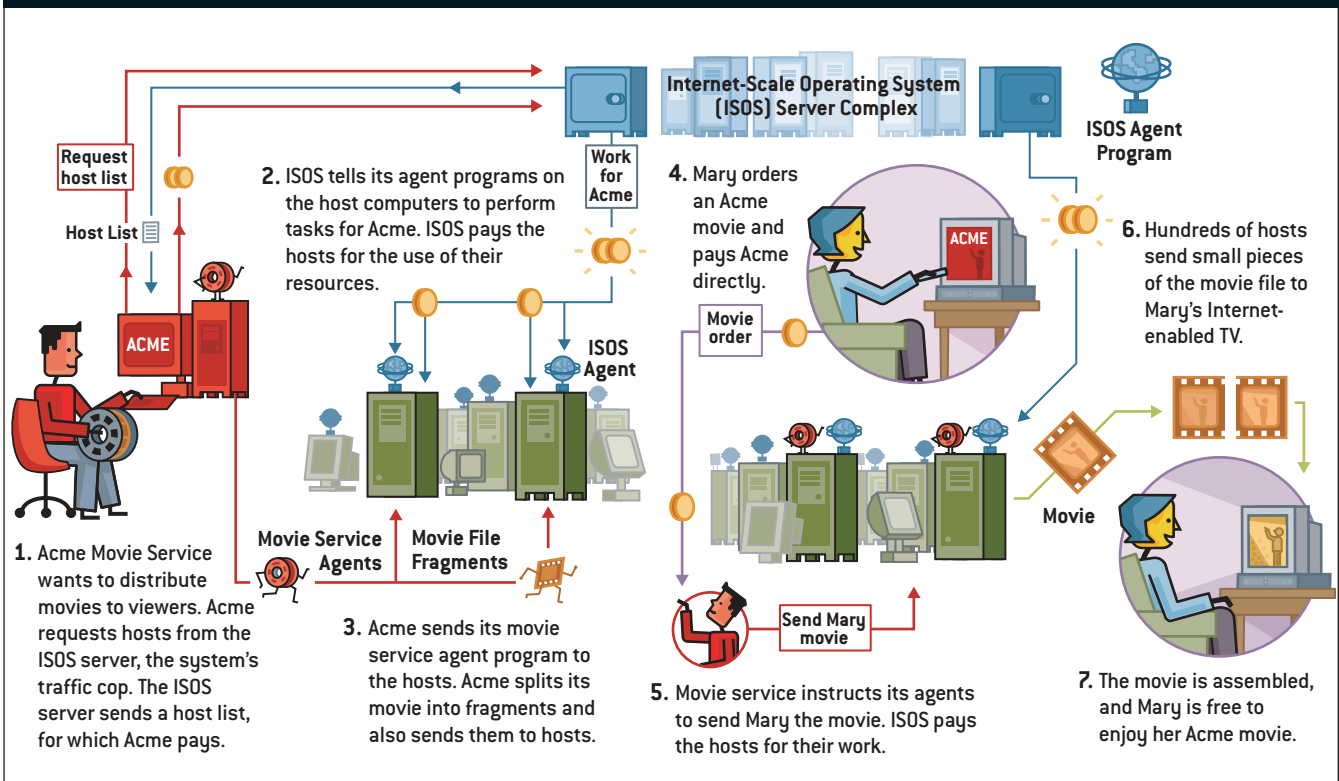 Internet-Scale Operating System
(ISOS) Server Complex
ISOS Agent
Program
Request
host list
Host List
ACME
1. Acme Movie Service
wants to distribute
movies to viewers. Acme
requests hosts from the
ISOS server, the system’s
traffic cop. The ISOS
server sends a host list,
for which Acme pays.
2. ISOS tells its agent programs on
the host computers to perform
tasks for Acme. ISOS pays the
hosts for the use of their
resources.
Work
for
Acme
ISOS
Agent
Movie Service
Agents
Movie File
Fragments
3. Acme sends its movie
service agent program to
the hosts. Acme splits its
movie into fragments and
also sends them to hosts.
4. Mary orders
an Acme
movie and
pays Acme
directly.
ACME
Movie
order
Send Mary
movie
5. Movie service instructs its agents
to send Mary the movie. ISOS pays
the hosts for their work.
6. Hundreds of hosts
send small pieces
of the movie file to
Mary’s Internet-
enabled TV.
Movie
7. The movie is assembled,
and Mary is free to
enjoy her Acme movie.